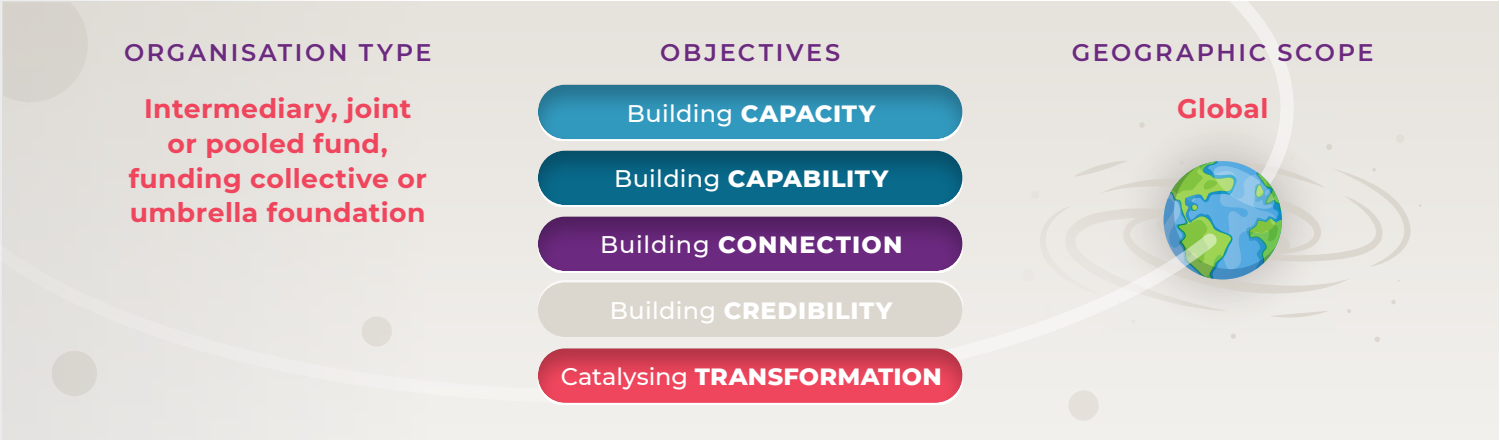 ORGANISATION TYPE
Intermediary, joint
or pooled fund,
funding collective or
umbrella foundation
OBJECTIVES
Building CAPACITY
Building CAPABILITY
Building CONNECTION
Building CREDIBILITY
Catalysing TRANSFORMATION
GEOGRAPHIC SCOPE
Global